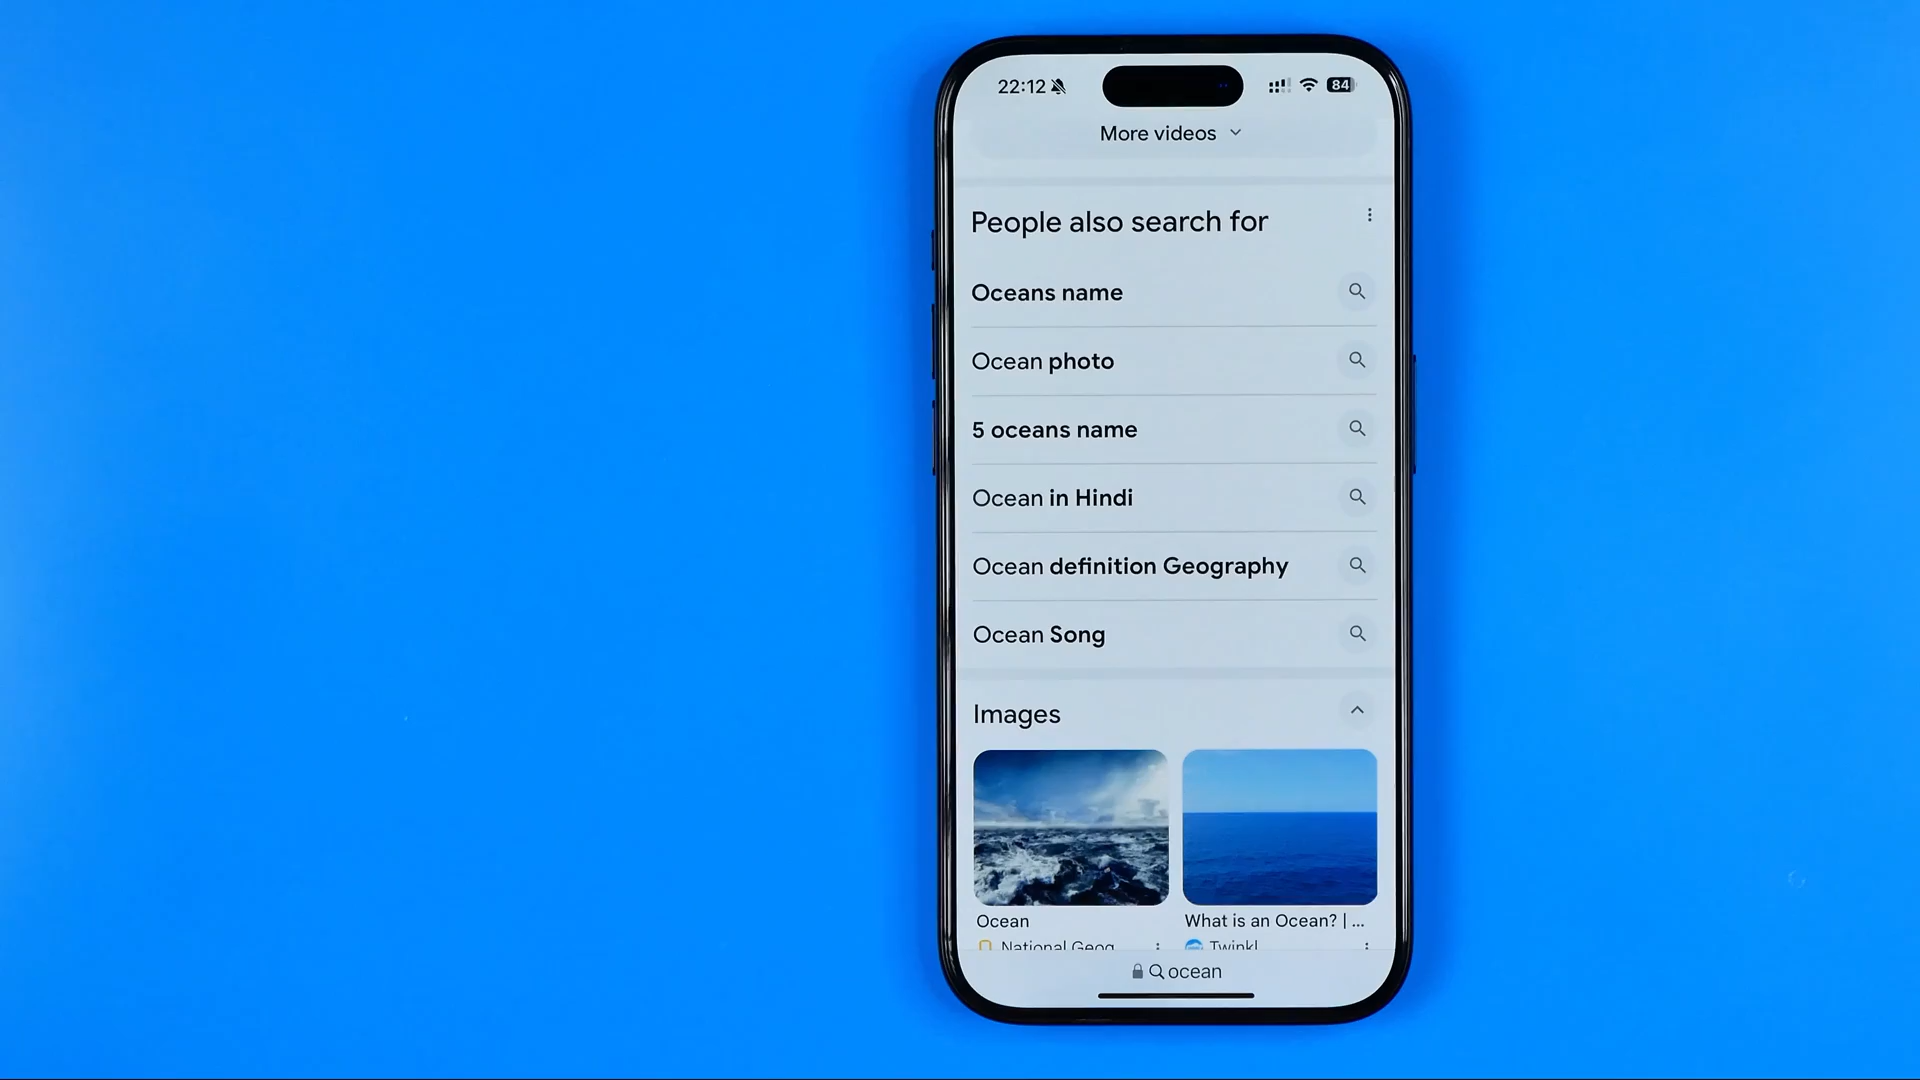 22:12
84
More videos
People also search for
Oceans name
Ocean photo
5 oceans name
Ocean in Hindi
Ocean definition Geography
Ocean Song
Images
Ocean
What is an Ocean? | ...
National Geog
Twinkl
ocean